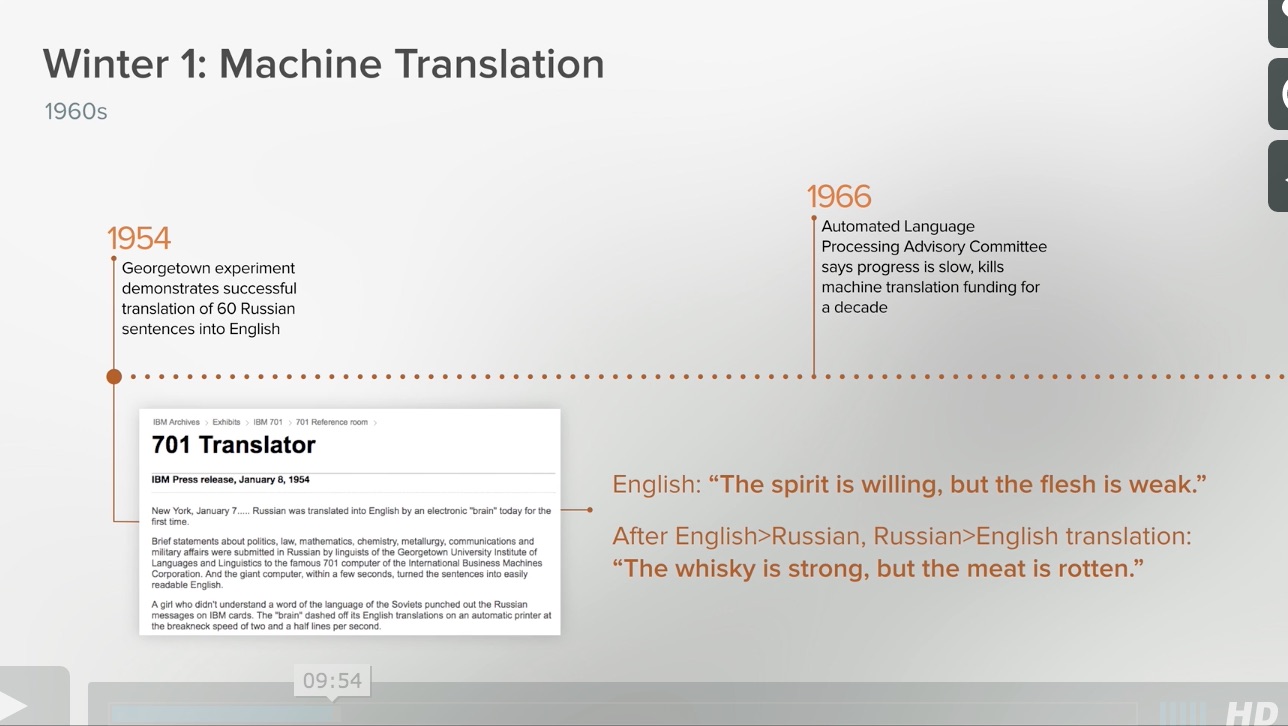 Winter 1: Machine Translation
1960s
1954
Georgetown experiment
demonstrates successful
translation of 60 Russian
sentences into English
1966
Automated Language
Processing Advisory Committee
says progress is slow, kills
machine translation funding for
a decade
IBM Archives > Exhibits > IBM 701 > 701 Reference room >
701 Translator
IBM Press release, January 8, 1954
New York, January 7..... Russian was translated into English by an electronic "brain" today for the
first time.
Brief statements about politics, law, mathematics, chemistry, metallurgy, communications and
military affairs were submitted in Russian by linguists of the Georgetown University Institute of
Languages and Linguistics to the famous 701 computer of the International Business Machines
Corporation. And the giant computer, within a few seconds, turned the sentences into easily
readable English.
A girl who didn't understand a word of the language of the Soviets punched out the Russian
messages on IBM cards. The "brain" dashed off its English translations on an automatic printer at
the breakneck speed of two and a half lines per second.
English: “The spirit is willing, but the flesh is weak.”
After English>Russian, Russian>English translation:
“The whisky is strong, but the meat is rotten.”
09:54
HD